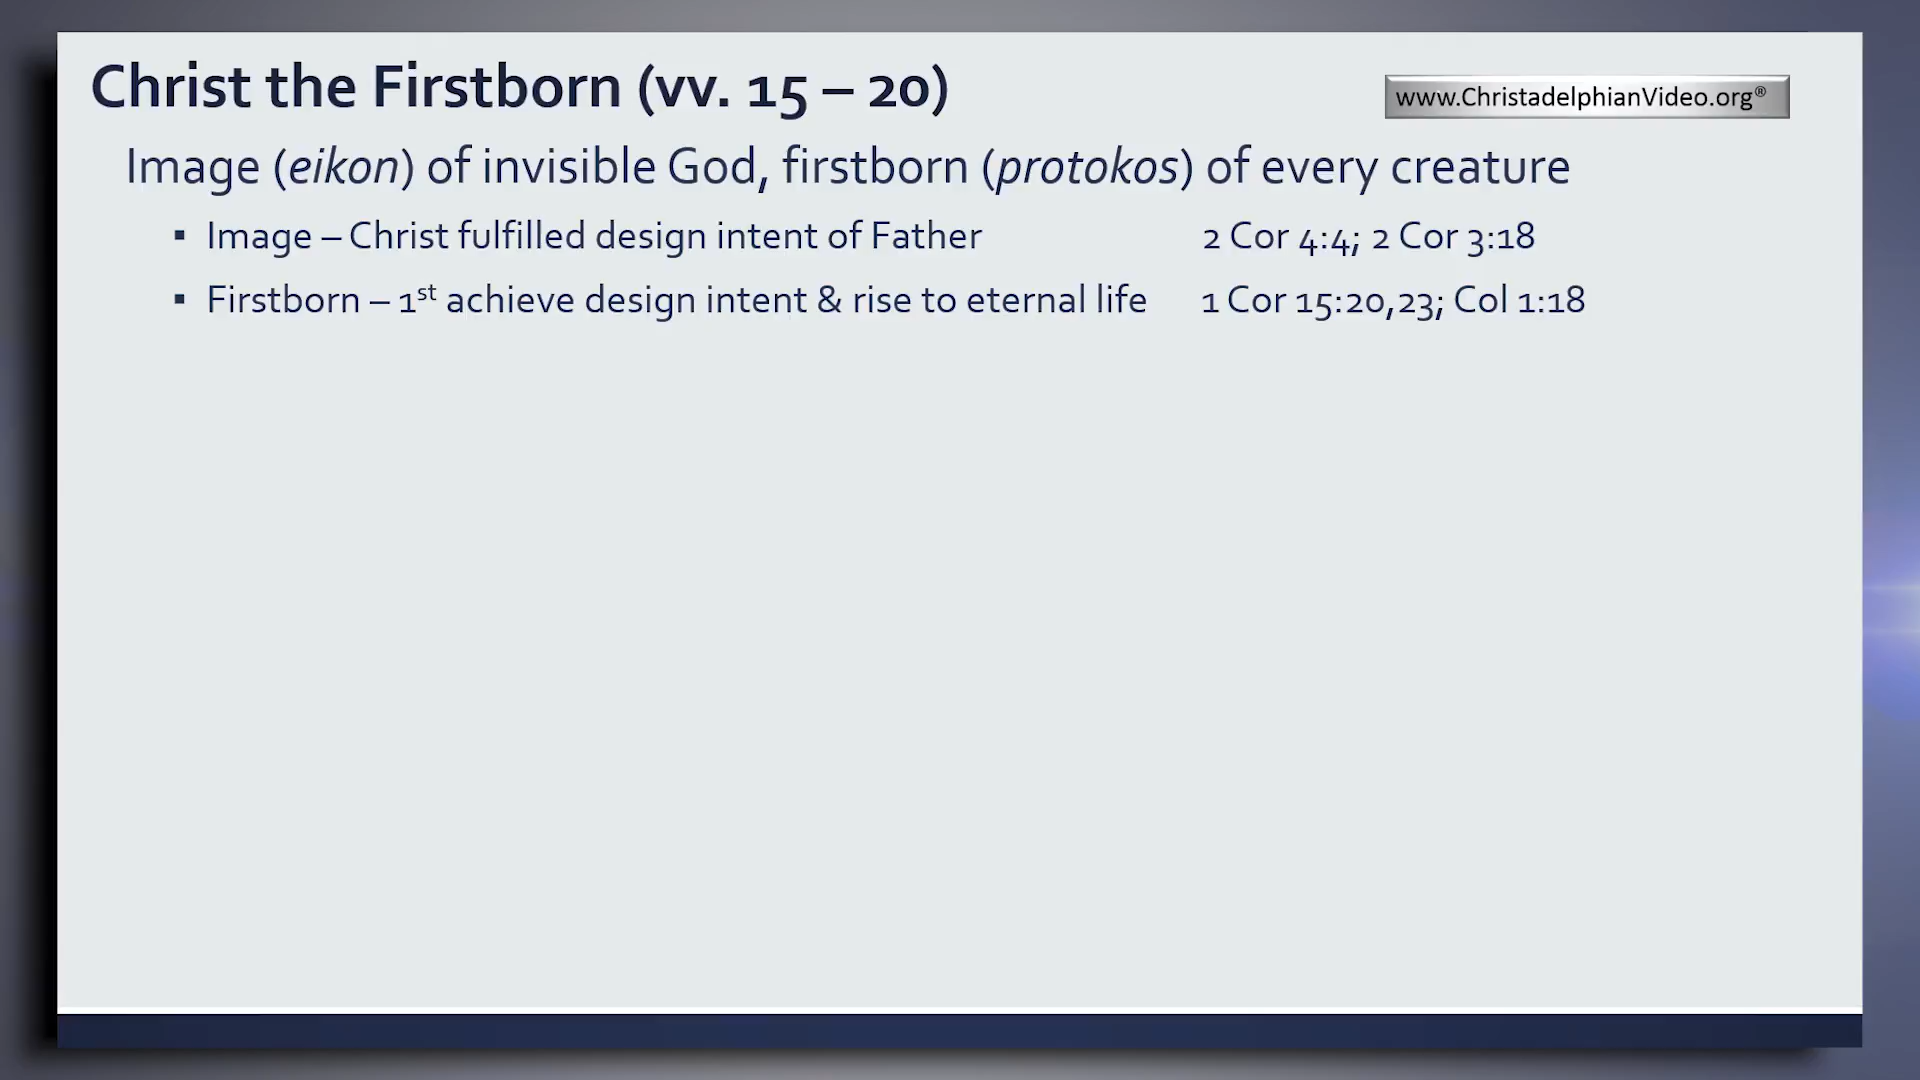 Christ the Firstborn (vv. 15 – 20)
www.ChristadelphianVideo.org®
Image (eikon) of invisible God, firstborn (protokos) of every creature
▪ Image – Christ fulfilled design intent of Father 2 Cor 4:4; 2 Cor 3:18
▪ Firstborn – 1st achieve design intent & rise to eternal life 1 Cor 15:20,23; Col 1:18